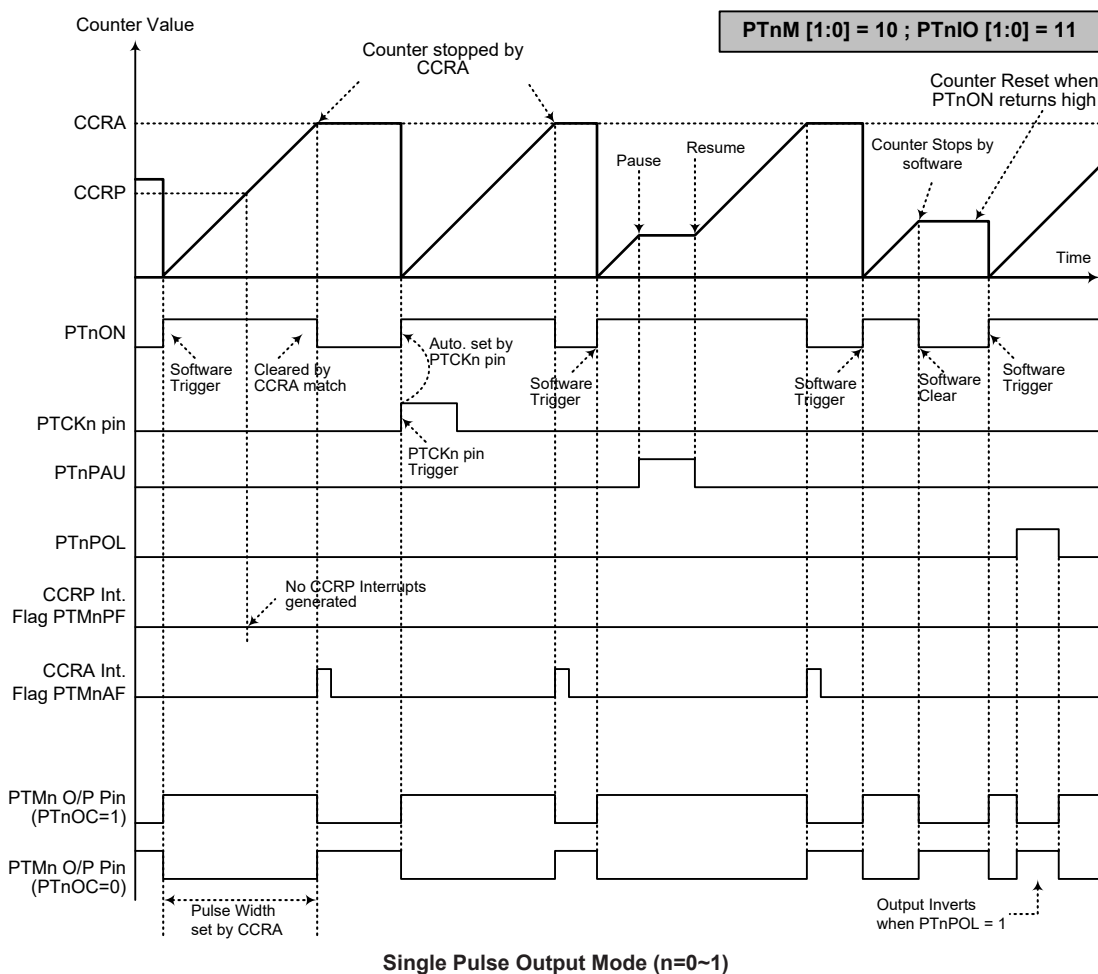 Counter Value
PTnM [1:0] = 10 ; PTnIO [1:0] = 11
Counter stopped by
CCRA
Counter Reset when
PTnON returns high
CCRA
Pause
Resume
Counter Stops by
software
CCRP
Time
PTnON
Software
Trigger
Cleared by
CCRA match
Auto. set by
PTCKn pin
Software
Trigger
Software
Trigger
Software
Clear
Software
Trigger
PTCKn pin
PTCKn pin
Trigger
PTnPAU
PTnPOL
CCRP Int.
Flag PTMnPF
No CCRP Interrupts
generated
CCRA Int.
Flag PTMnAF
PTMn O/P Pin
(PTnOC=1)
PTMn O/P Pin
(PTnOC=0)
Pulse Width
set by CCRA
Output Inverts
when PTnPOL = 1
Single Pulse Output Mode (n=0~1)